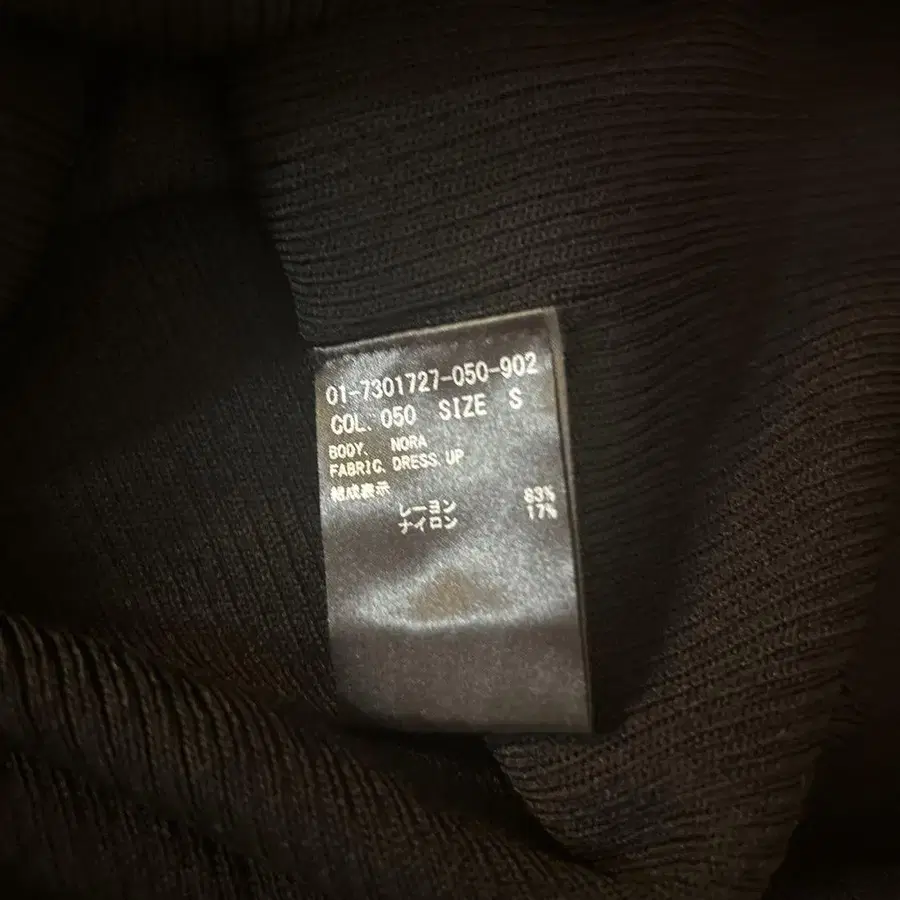 01-7301727-050-902
COL. 050 SIZE S
BODY. NORA
FABRIC. DRESS UP
組成表示
レーヨン 83%
ナイロン 17%